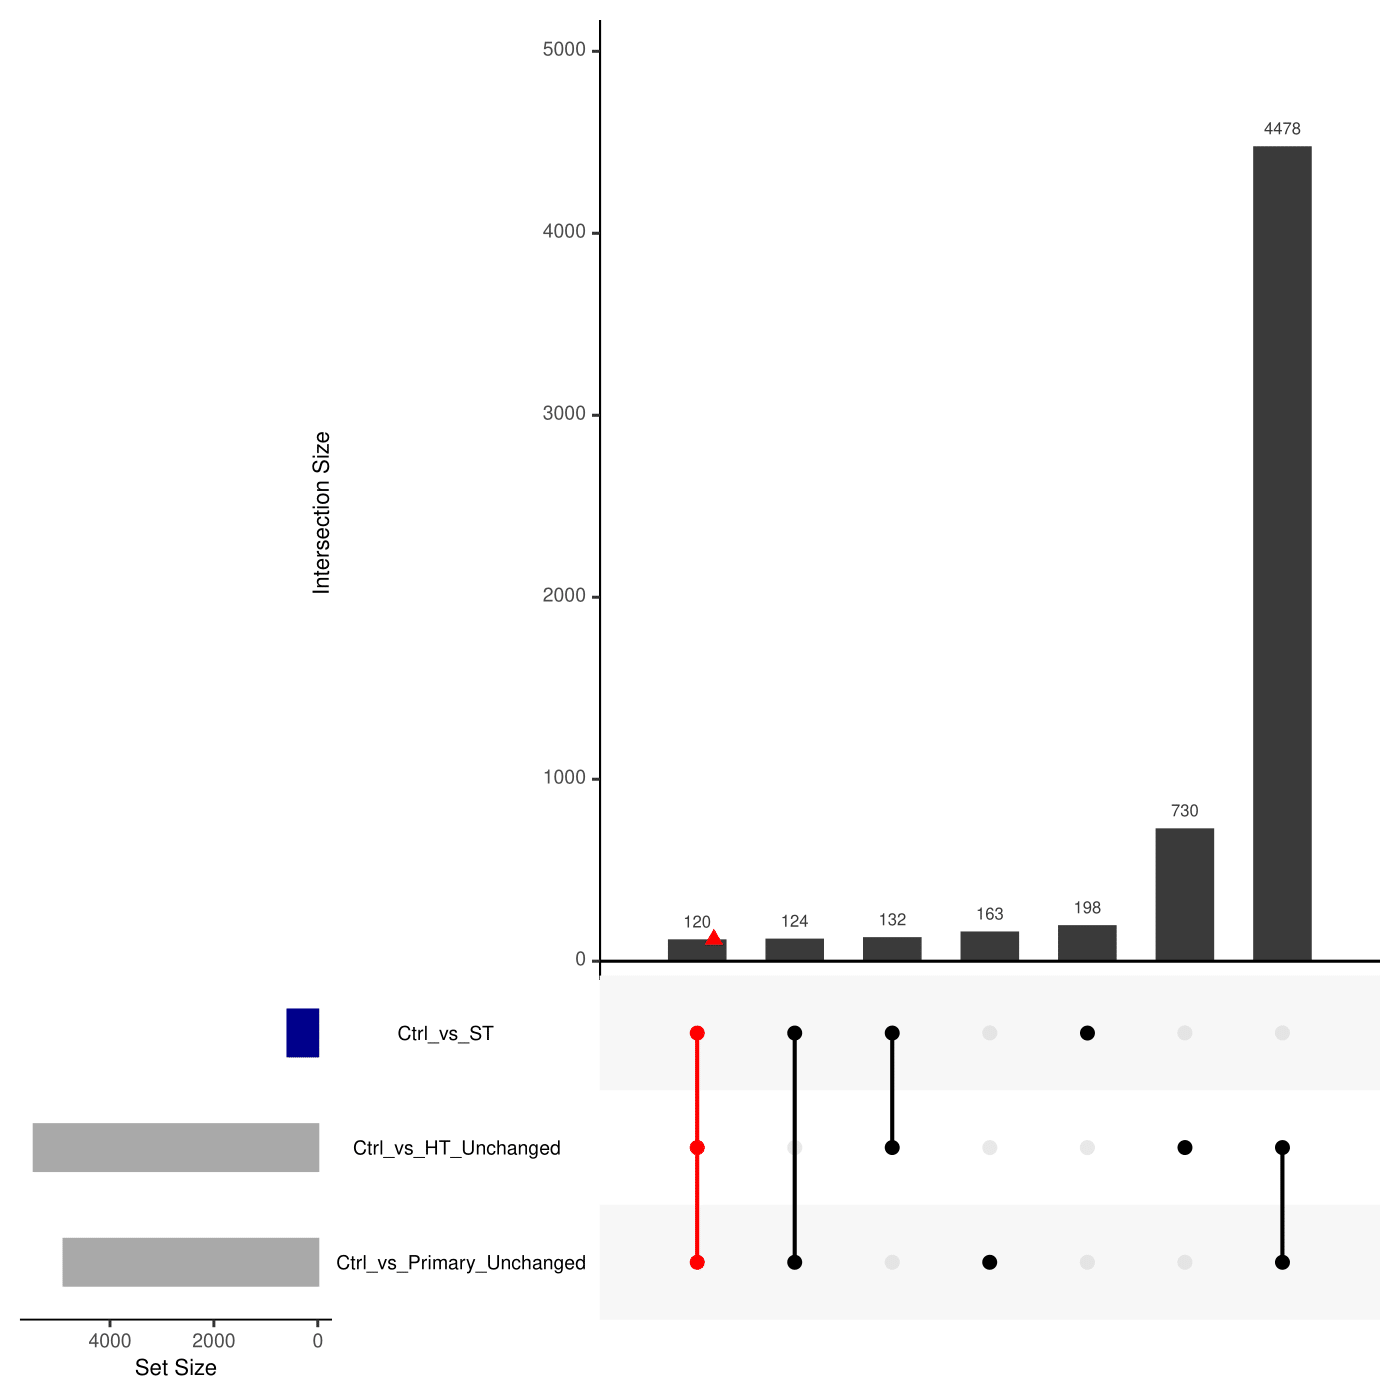 5000
4000
3000
2000
1000
0
Intersection Size
120
124
132
163
198
730
4478
Ctrl_vs_ST
Ctrl_vs_HT_Unchanged
Ctrl_vs_Primary_Unchanged
4000 2000 0
Set Size